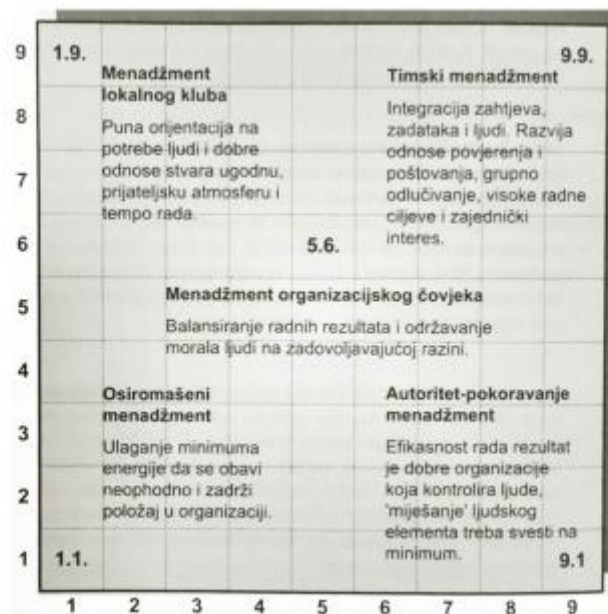 9
1.9.
9.9.
Menadžment
lokalnog kluba
Puna orijentacija na
potrebe ljudi i dobre
odnose stvara ugodnu,
prijateljsku atmosferu i
tempo rada.
Timski menadžment
Integracija zahtjeva,
zadataka i ljudi. Razvija
odnose povjerenja i
poštovanja, grupno
odlučivanje, visoke radne
ciljeve i zajednički
interes.
8
7
6
5.6.
5
Menadžment organizacijskog čovjeka
Balansiranje radnih rezultata i održavanje
morala ljudi na zadovoljavajućoj razini.
4
Osiromašeni
menadžment
Ulaganje minimuma
energije da se obavi
neophodno i zadrži
položaj u organizaciji.
Autoritet-pokoravanje
menadžment
Efikasnost rada rezultat
je dobre organizacije
koja kontrolira ljude,
'miješanje' ljudskog
elementa treba svesti na
minimum.
3
2
1
1.1.
9.1
1 2 3 4 5 6 7 8 9